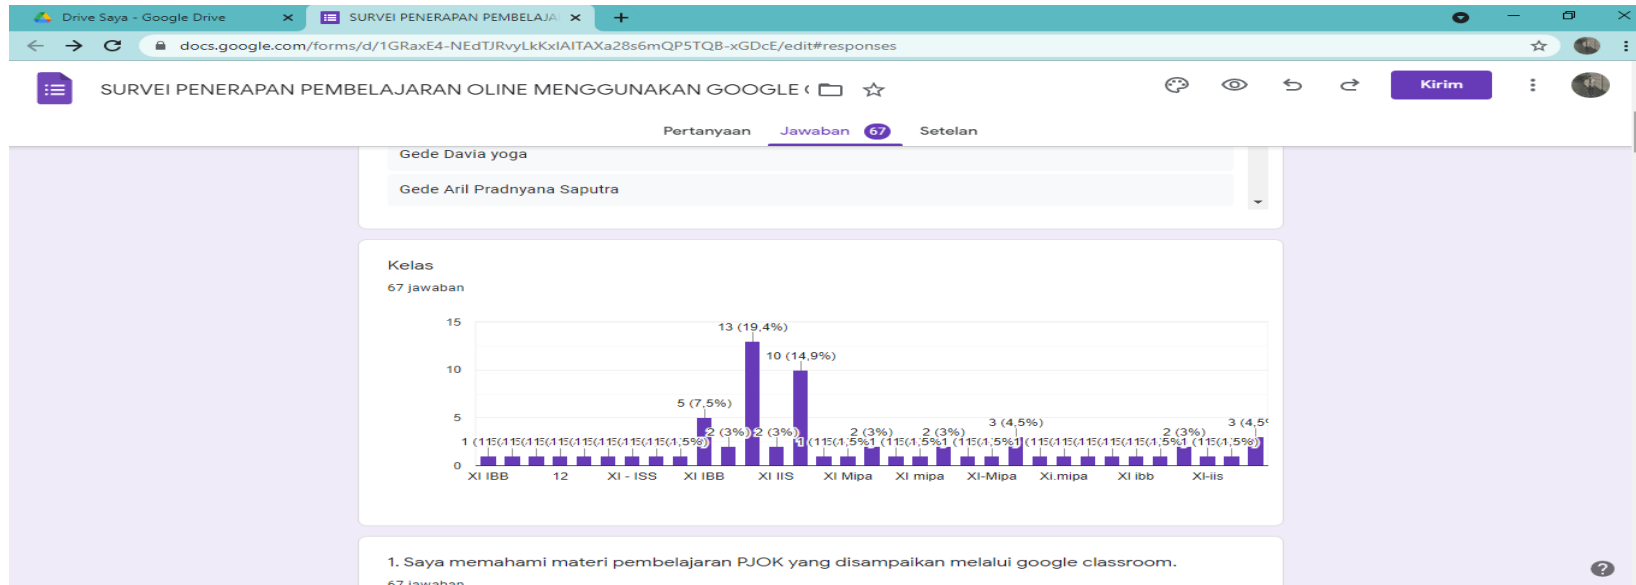 Drive Saya - Google Drive
SURVEI PENERAPAN PEMBELAJA
docs.google.com/forms/d/1GRaxE4-NEdTJRvyLkKxIAITAXa28s6mQP5TQB-xGDcE/edit#responses
SURVEI PENERAPAN PEMBELAJARAN OLINE MENGGUNAKAN GOOGLE
Kirim
Pertanyaan Jawaban 67 Setelan
Gede Davia yoga
Gede Aril Pradnyana Saputra
Kelas
67 jawaban
15
13 (19,4%)
10 (14,9%)
10
5 (7,5%)
5
3 (4,5%)
3 (4,5
2 (3%) 2 (3%) 2 (3%) 2 (3%) 2 (3%)
0
XI IBB 12 XI - ISS XI IBB XI IIS XI Mipa XI mipa XI-Mipa Xi.mipa XI ibb XI-iis
1. Saya memahami materi pembelajaran PJOK yang disampaikan melalui google classroom.
67 jawaban